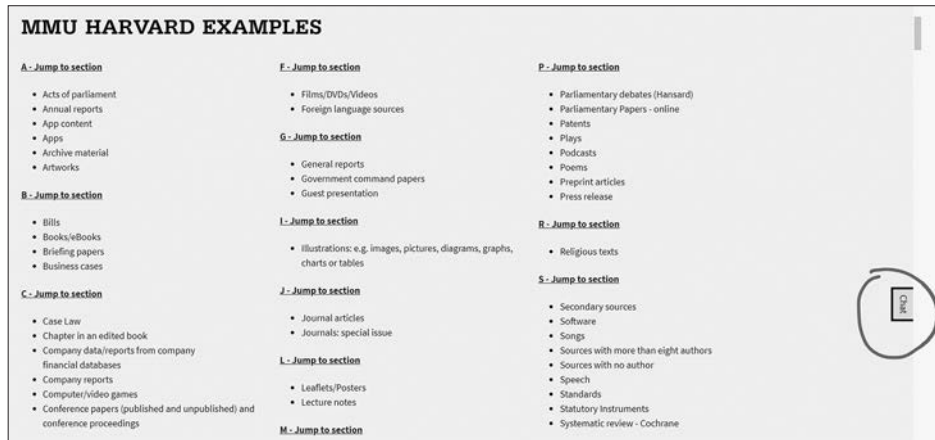 MMU HARVARD EXAMPLES
A - Jump to section
Acts of parliament
Annual reports
App content
Apps
Archive material
Artworks
B - Jump to section
Bills
Books/eBooks
Briefing papers
Business cases
C - Jump to section
Case Law
Chapter in an edited book
Company data/reports from company
financial databases
Company reports
Computer/video games
Conference papers (published and unpublished) and
conference proceedings
F - Jump to section
Films/DVDs/Videos
Foreign language sources
G - Jump to section
General reports
Government command papers
Guest presentation
I - Jump to section
Illustrations: e.g. images, pictures, diagrams, graphs,
charts or tables
J - Jump to section
Journal articles
Journals: special issue
L - Jump to section
Leaflets/Posters
Lecture notes
M - Jump to section
P - Jump to section
Parliamentary debates (Hansard)
Parliamentary Papers - online
Patents
Plays
Podcasts
Poems
Preprint articles
Press release
R - Jump to section
Religious texts
S - Jump to section
Secondary sources
Software
Songs
Sources with more than eight authors
Sources with no author
Speech
Standards
Statutory Instruments
Systematic review - Cochrane
Chat